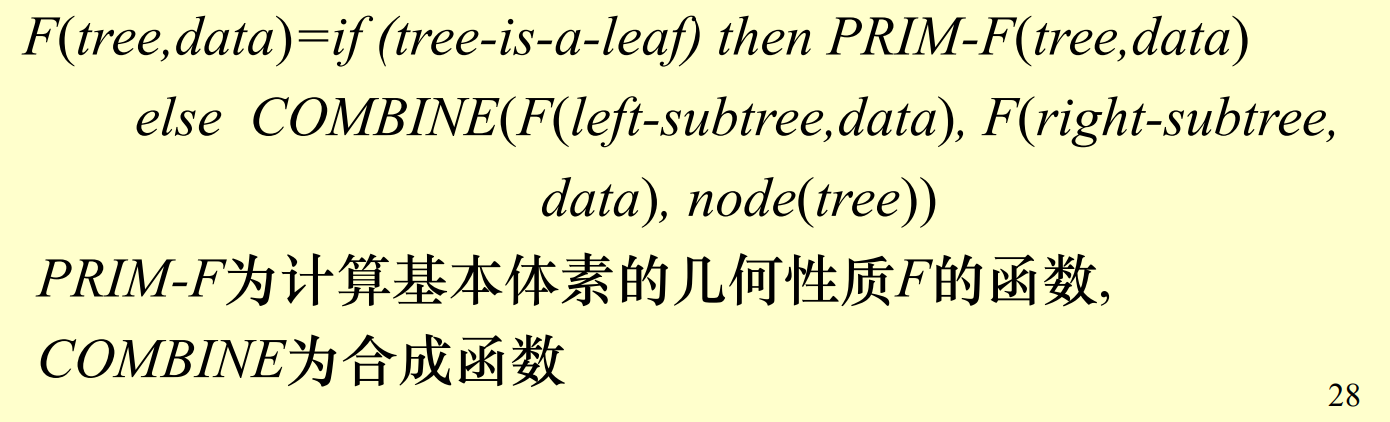 F(tree,data)=if (tree-is-a-leaf) then PRIM-F(tree,data)
else COMBINE(F(left-subtree,data), F(right-subtree,
data), node(tree))
PRIM-F为计算基本体素的几何性质F的函数,
COMBINE为合成函数
28